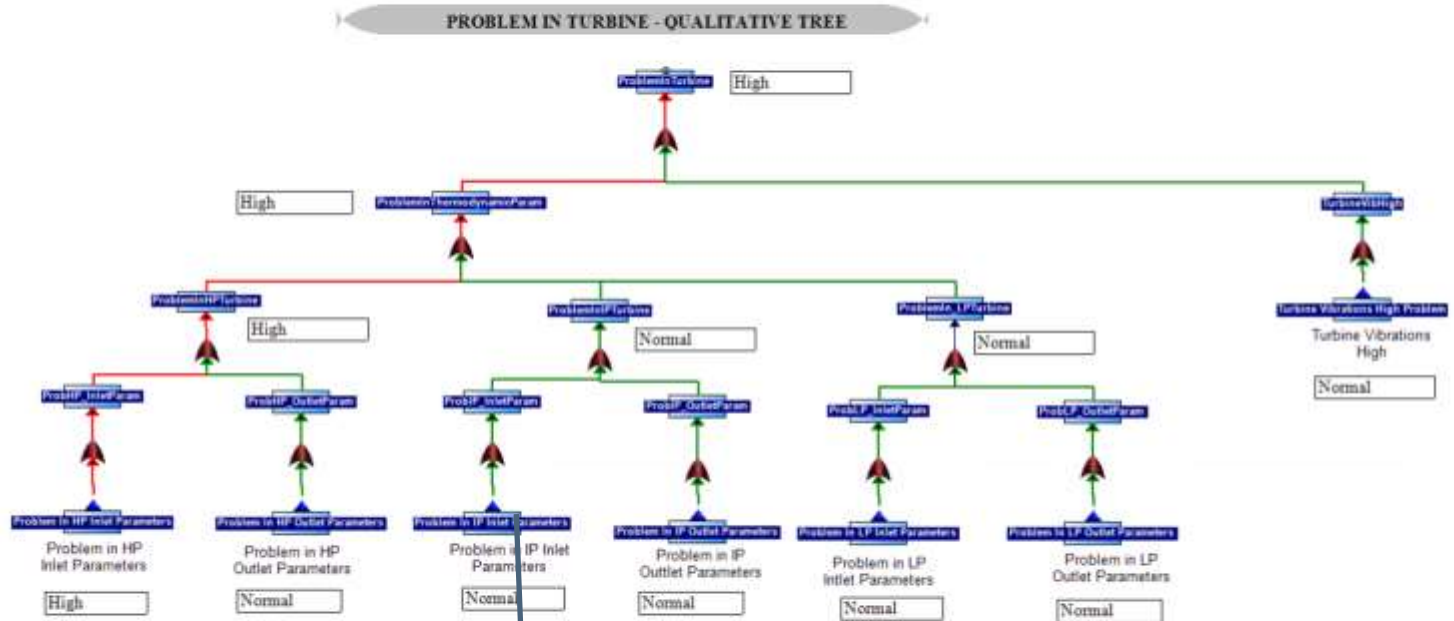 PROBLEM IN TURBINE - QUALITATIVE TREE
ProblemInTurbine
High
High
ProblemInThermodynamicParam
TurbineVibHigh
ProblemInHPTurbine
High
ProblemInIPTurbine
Normal
ProblemIn_LPTurbine
Normal
Turbine Vibrations High Problem
Turbine Vibrations
High
Normal
ProbHP_InletParam
ProbHP_OutletParam
ProbIP_InletParam
ProbIP_OutletParam
ProbLP_InletParam
ProbLP_OutletParam
Problem In HP Inlet Parameters
Problem in HP
Inlet Parameters
High
Problem in HP Outlet Parameters
Problem in HP
Outlet Parameters
Normal
Problem In IP Inlet Parameters
Problem in IP Inlet
Parameters
Normal
Problem In IP Outlet Parameters
Problem in IP
Outtlet Parameters
Normal
Problem In LP Inlet Parameters
Problem in LP
Intlet Parameters
Normal
Problem In LP Outlet Parameters
Problem in LP
Outlet Parameters
Normal